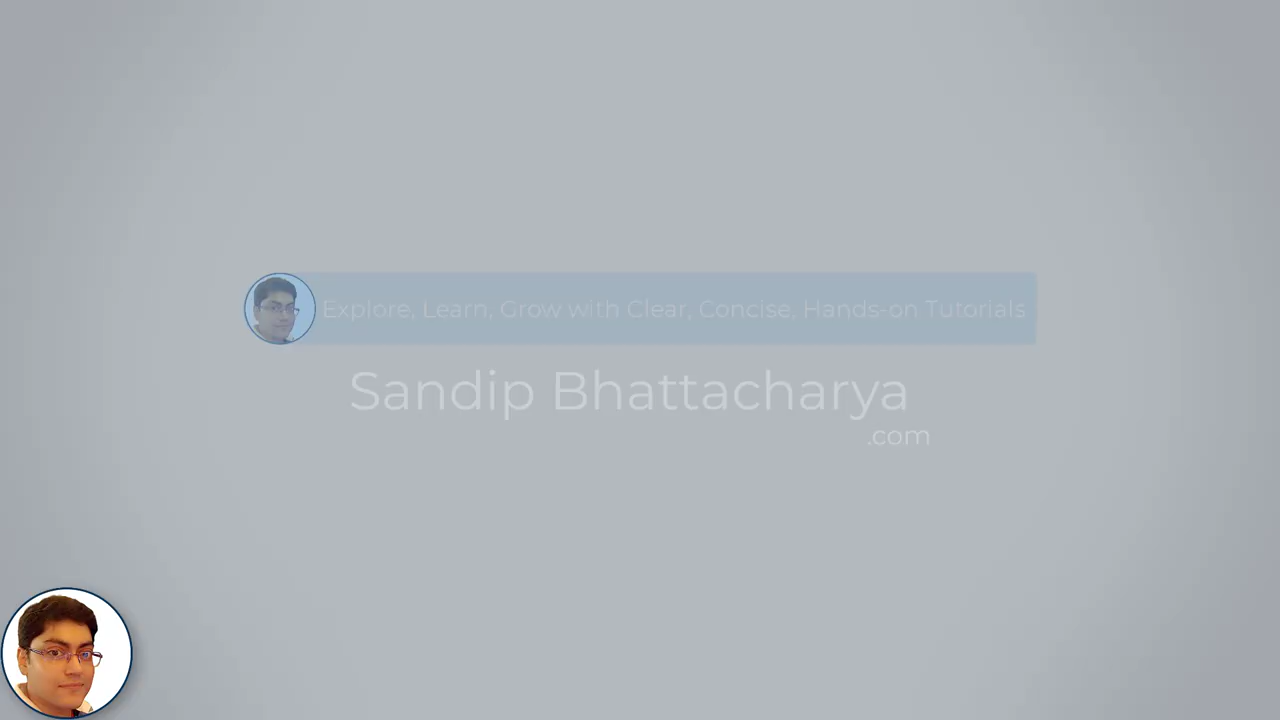 Explore, Learn, Grow with Clear, Concise, Hands-on Tutorials
Sandip Bhattacharya
.com